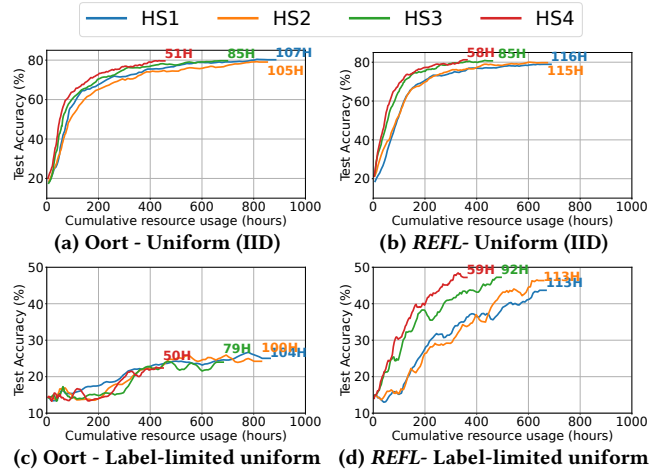 HS1 HS2 HS3 HS4
51H 85H 107H
105H
Test Accuracy (%)
80
60
40
20
0 200 400 600 800 1000
Cumulative resource usage (hours)
(a) Oort - Uniform (IID)
58H 85H 116H
115H
Test Accuracy (%)
80
60
40
20
0 200 400 600 800 1000
Cumulative resource usage (hours)
(b) REFL- Uniform (IID)
50H 79H 100H
104H
Test Accuracy (%)
50
40
30
20
10
0 200 400 600 800 1000
Cumulative resource usage (hours)
(c) Oort - Label-limited uniform
59H 92H 113H
113H
Test Accuracy (%)
50
40
30
20
10
0 200 400 600 800 1000
Cumulative resource usage (hours)
(d) REFL- Label-limited uniform